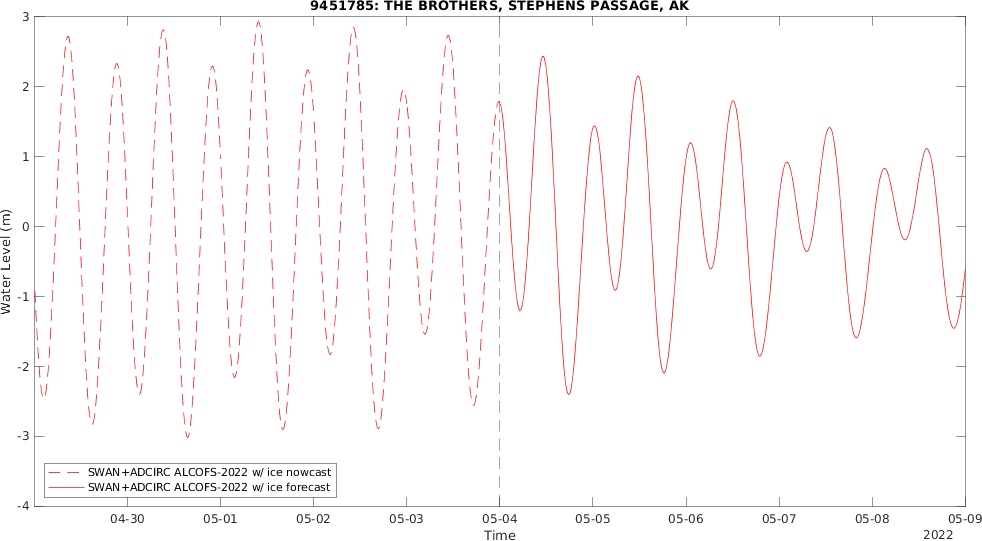 9451785: THE BROTHERS, STEPHENS PASSAGE, AK
3
2
1
0
-1
-2
-3
-4
Water Level (m)
SWAN+ADCIRC ALCOFS-2022 w/ ice nowcast
SWAN+ADCIRC ALCOFS-2022 w/ ice forecast
04-30 05-01 05-02 05-03 05-04 05-05 05-06 05-07 05-08 05-09
Time
2022